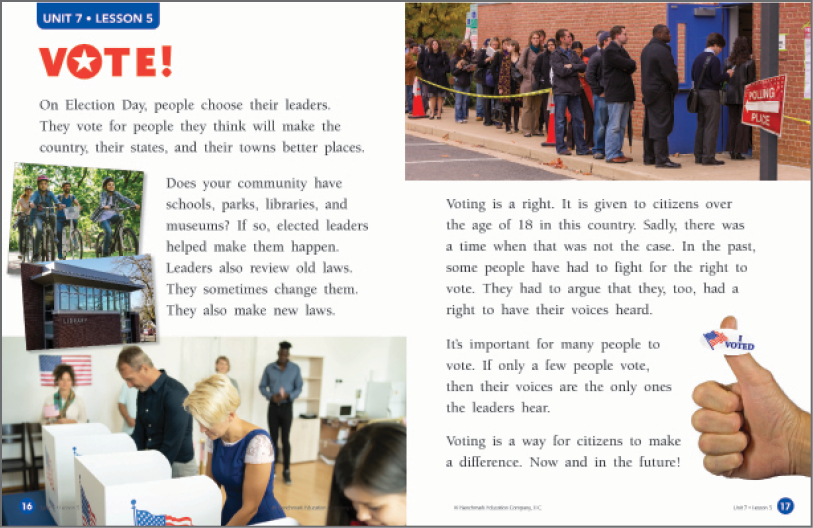 UNIT 7 • LESSON 5
VOTE!
On Election Day, people choose their leaders.
They vote for people they think will make the
country, their states, and their towns better places.
Does your community have
schools, parks, libraries, and
museums? If so, elected leaders
helped make them happen.
Leaders also review old laws.
They sometimes change them.
They also make new laws.
LIBRARY
16
POLLING
PLACE
Voting is a right. It is given to citizens over
the age of 18 in this country. Sadly, there was
a time when that was not the case. In the past,
some people have had to fight for the right to
vote. They had to argue that they, too, had a
right to have their voices heard.
I
VOTED
It's important for many people to
vote. If only a few people vote,
then their voices are the only ones
the leaders hear.
Voting is a way for citizens to make
a difference. Now and in the future!
Benchmark Education Company, LLC
Unit 7 • Lesson 5
17